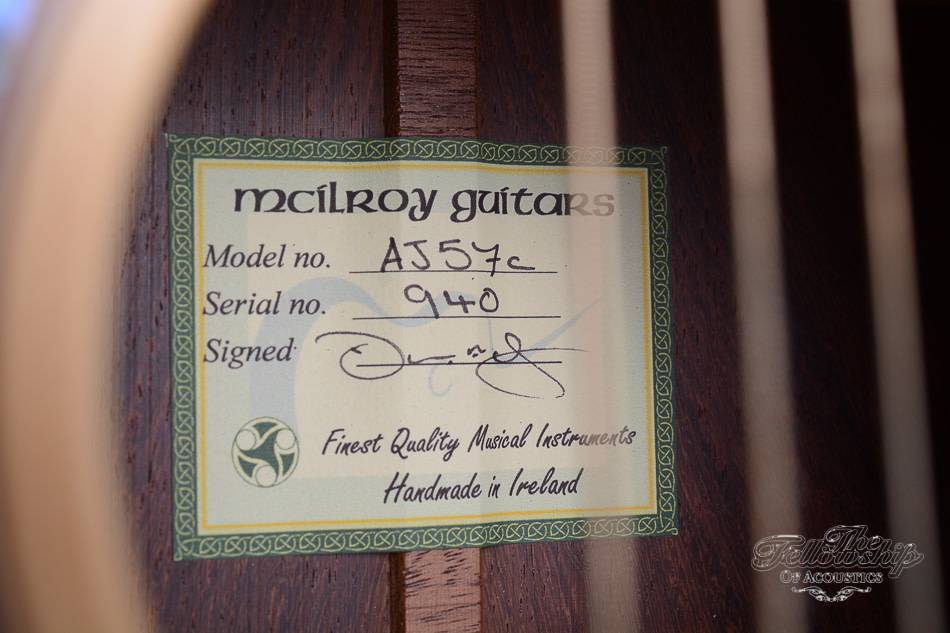 mcilroy guitars
Model no. AJ57c
Serial no. 940
Signed
Finest Quality Musical Instruments
Handmade in Ireland
The
Fellowship
Of Acoustics